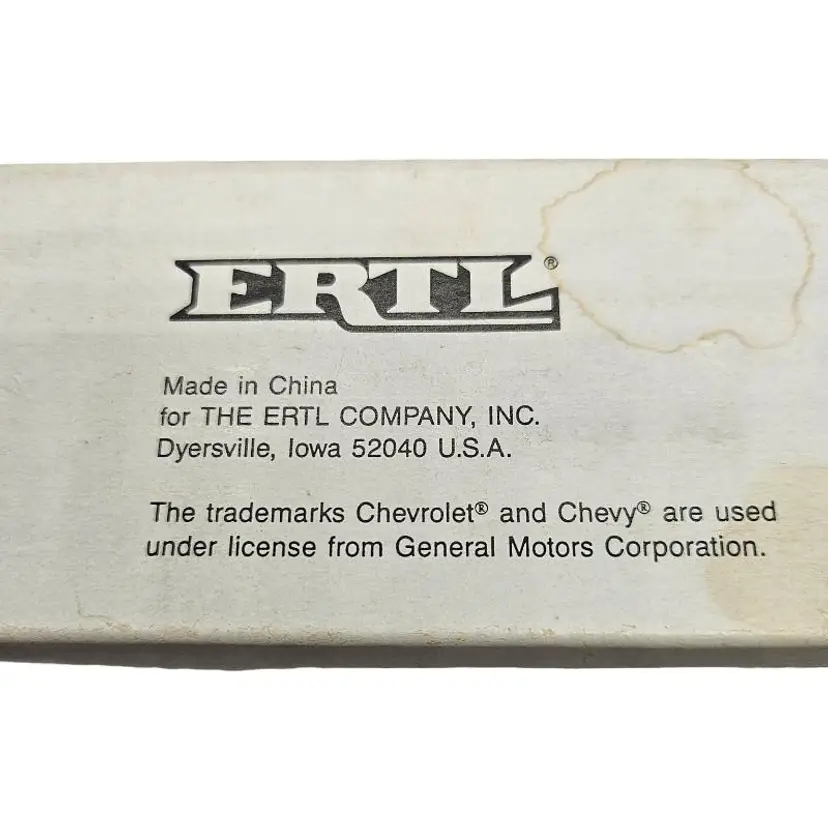 ERTL®
Made in China
for THE ERTL COMPANY, INC.
Dyersville, Iowa 52040 U.S.A.
The trademarks Chevrolet® and Chevy® are used
under license from General Motors Corporation.